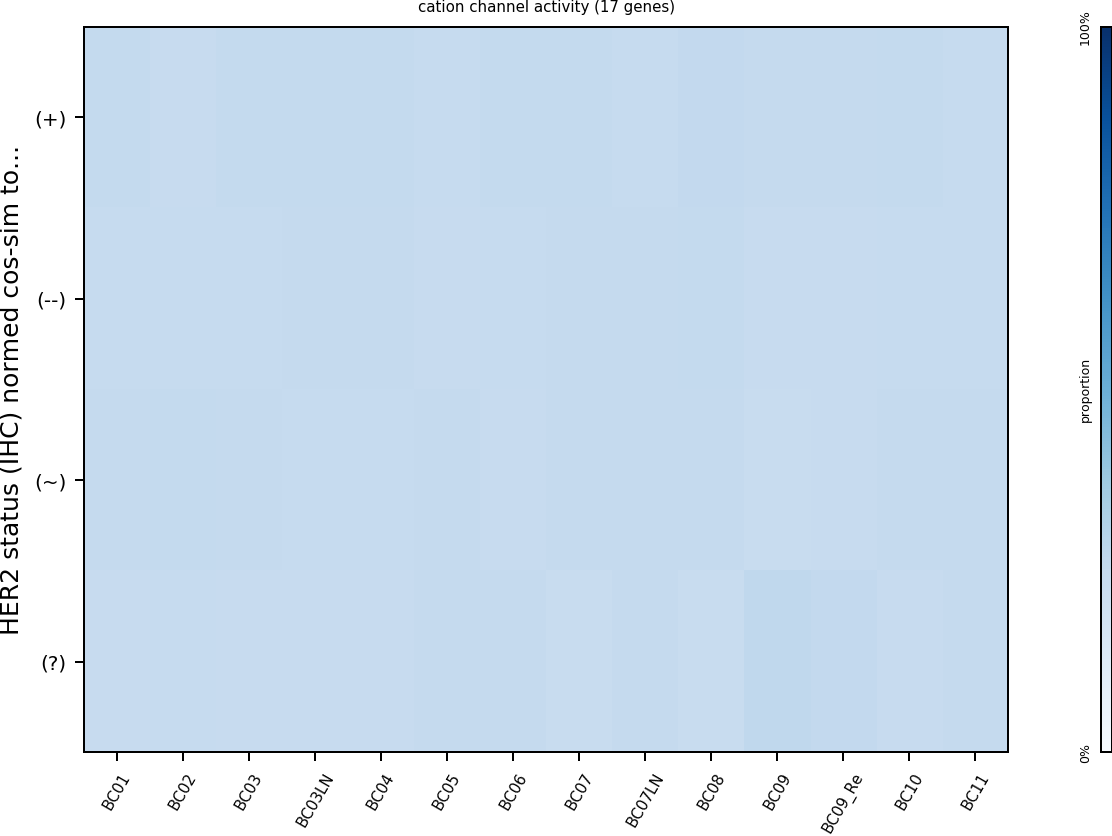 cation channel activity (17 genes)
HER2 status (IHC) normed cos-sim to...
(+)
(--)
(~)
(?)
BC01
BC02
BC03
BC03LN
BC04
BC05
BC06
BC07
BC07LN
BC08
BC09
BC09_Re
BC10
BC11
100%
proportion
0%